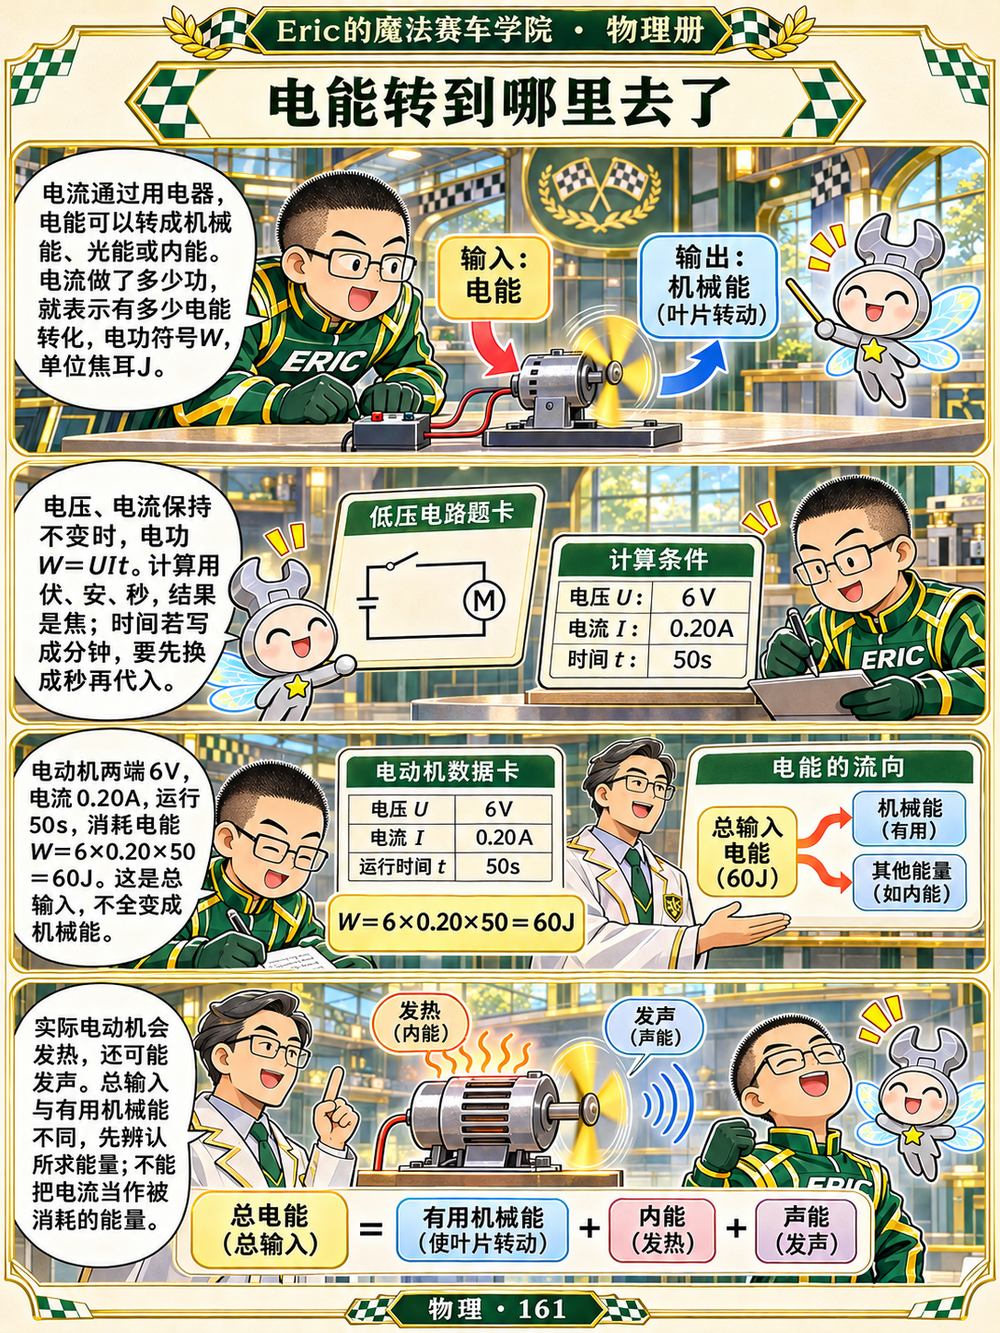 Eric的魔法赛车学院 · 物理册
电能转到哪里去了
电流通过用电器，
电能可以转成机械
能、光能或内能。
电流做了多少功，
就表示有多少电能
转化，电功符号W，
单位焦耳J。
输入：
电能
输出：
机械能
（叶片转动）
ERIC
电压、电流保持
不变时，电功
W＝UIt。计算用
伏、安、秒，结果
是焦；时间若写
成分钟，要先换
成秒再代入。
低压电路题卡
M
计算条件
电压 U： 6V
电流 I： 0.20A
时间 t： 50s
ERIC
电动机两端6V，
电流0.20A，运行
50s，消耗电能
W＝6×0.20×50
＝60J。这是总
输入，不全变成
机械能。
电动机数据卡
电压 U 6V
电流 I 0.20A
运行时间 t 50s
W＝6×0.20×50＝60J
电能的流向
总输入
电能
（60J）
机械能
（有用）
其他能量
（如内能）
实际电动机会
发热，还可能
发声。总输入
与有用机械能
不同，先辨认
所求能量；不能
把电流当作被
消耗的能量。
发热
（内能）
发声
（声能）
ERIC
总电能
（总输入）
＝
有用机械能
（使叶片转动）
＋
内能
（发热）
＋
声能
（发声）
物理 · 161